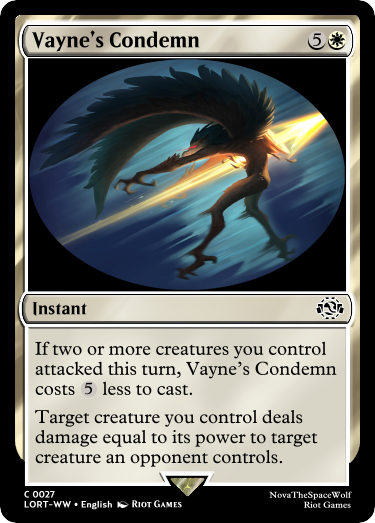 Vayne's Condemn 5
Instant
If two or more creatures you control
attacked this turn, Vayne's Condemn
costs 5 less to cast.
Target creature you control deals
damage equal to its power to target
creature an opponent controls.
C 0027 NovaTheSpaceWolf
LORT-WW • English Riot Games Riot Games